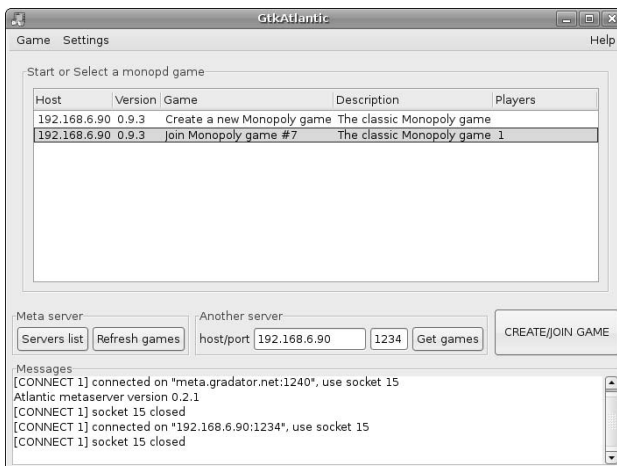 GtkAtlantic
Game Settings Help
Start or Select a monopd game
Host Version Game Description Players
192.168.6.90 0.9.3 Create a new Monopoly game The classic Monopoly game
192.168.6.90 0.9.3 Join Monopoly game #7 The classic Monopoly game 1
Meta server Another server
Servers list Refresh games host/port 192.168.6.90 1234 Get games CREATE/JOIN GAME
Messages
[CONNECT 1] connected on "meta.gradator.net:1240", use socket 15
Atlantic metaserver version 0.2.1
[CONNECT 1] socket 15 closed
[CONNECT 1] connected on "192.168.6.90:1234", use socket 15
[CONNECT 1] socket 15 closed